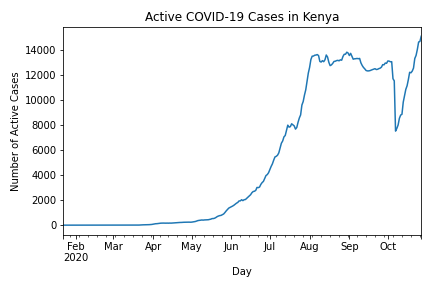 Active COVID-19 Cases in Kenya
Number of Active Cases
14000
12000
10000
8000
6000
4000
2000
0
Feb Mar Apr May Jun Jul Aug Sep Oct
2020
Day